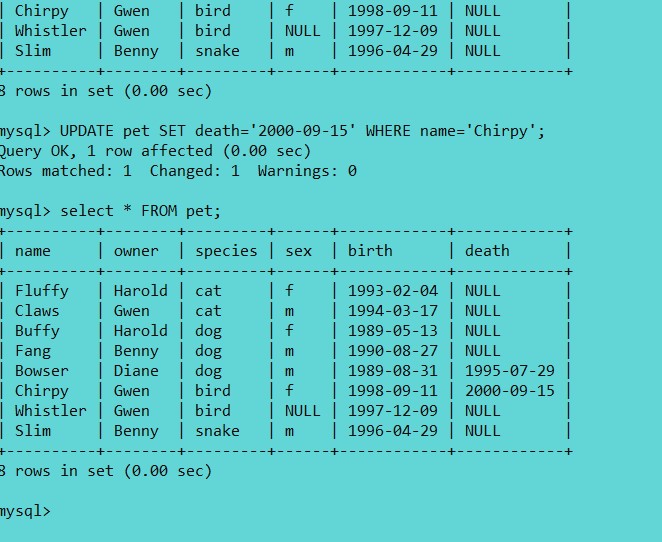 | Chirpy   | Gwen   | bird    | f    | 1998-09-11 | NULL       |
| Whistler | Gwen   | bird    | NULL | 1997-12-09 | NULL       |
| Slim     | Benny  | snake   | m    | 1996-04-29 | NULL       |
+----------+--------+---------+------+------------+------------+
8 rows in set (0.00 sec)
mysql> UPDATE pet SET death='2000-09-15' WHERE name='Chirpy';
Query OK, 1 row affected (0.00 sec)
Rows matched: 1  Changed: 1  Warnings: 0
mysql> select * FROM pet;
+----------+--------+---------+------+------------+------------+
| name     | owner  | species | sex  | birth      | death      |
+----------+--------+---------+------+------------+------------+
| Fluffy   | Harold | cat     | f    | 1993-02-04 | NULL       |
| Claws    | Gwen   | cat     | m    | 1994-03-17 | NULL       |
| Buffy    | Harold | dog     | f    | 1989-05-13 | NULL       |
| Fang     | Benny  | dog     | m    | 1990-08-27 | NULL       |
| Bowser   | Diane  | dog     | m    | 1989-08-31 | 1995-07-29 |
| Chirpy   | Gwen   | bird    | f    | 1998-09-11 | 2000-09-15 |
| Whistler | Gwen   | bird    | NULL | 1997-12-09 | NULL       |
| Slim     | Benny  | snake   | m    | 1996-04-29 | NULL       |
+----------+--------+---------+------+------------+------------+
8 rows in set (0.00 sec)
mysql>